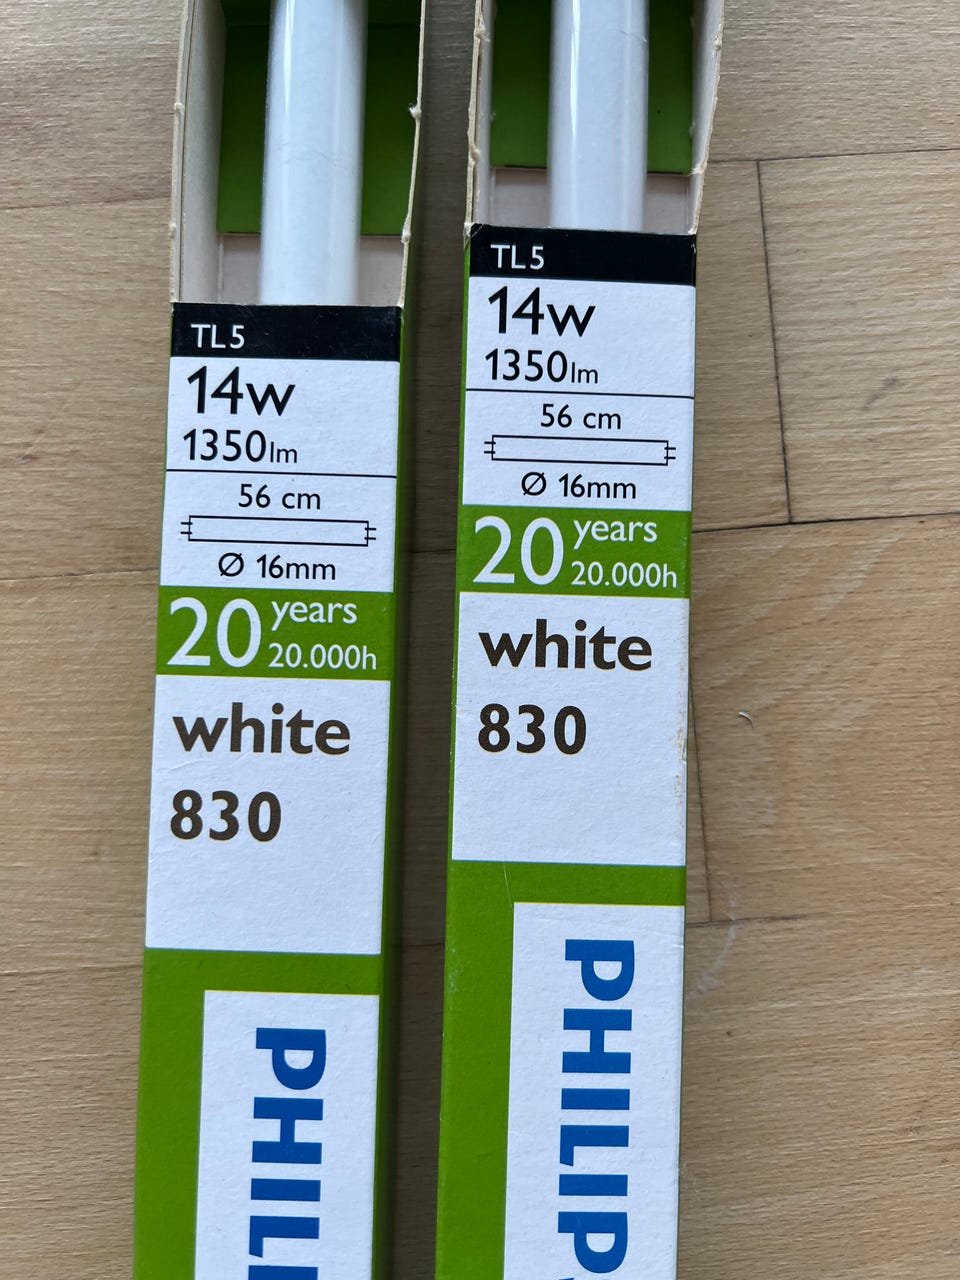 TL5
14w
1350lm
56 cm
Ø 16mm
20 years
20.000h
white
830
PHIL
TL5
14w
1350lm
56 cm
Ø 16mm
20 years
20.000h
white
830
PHILIP